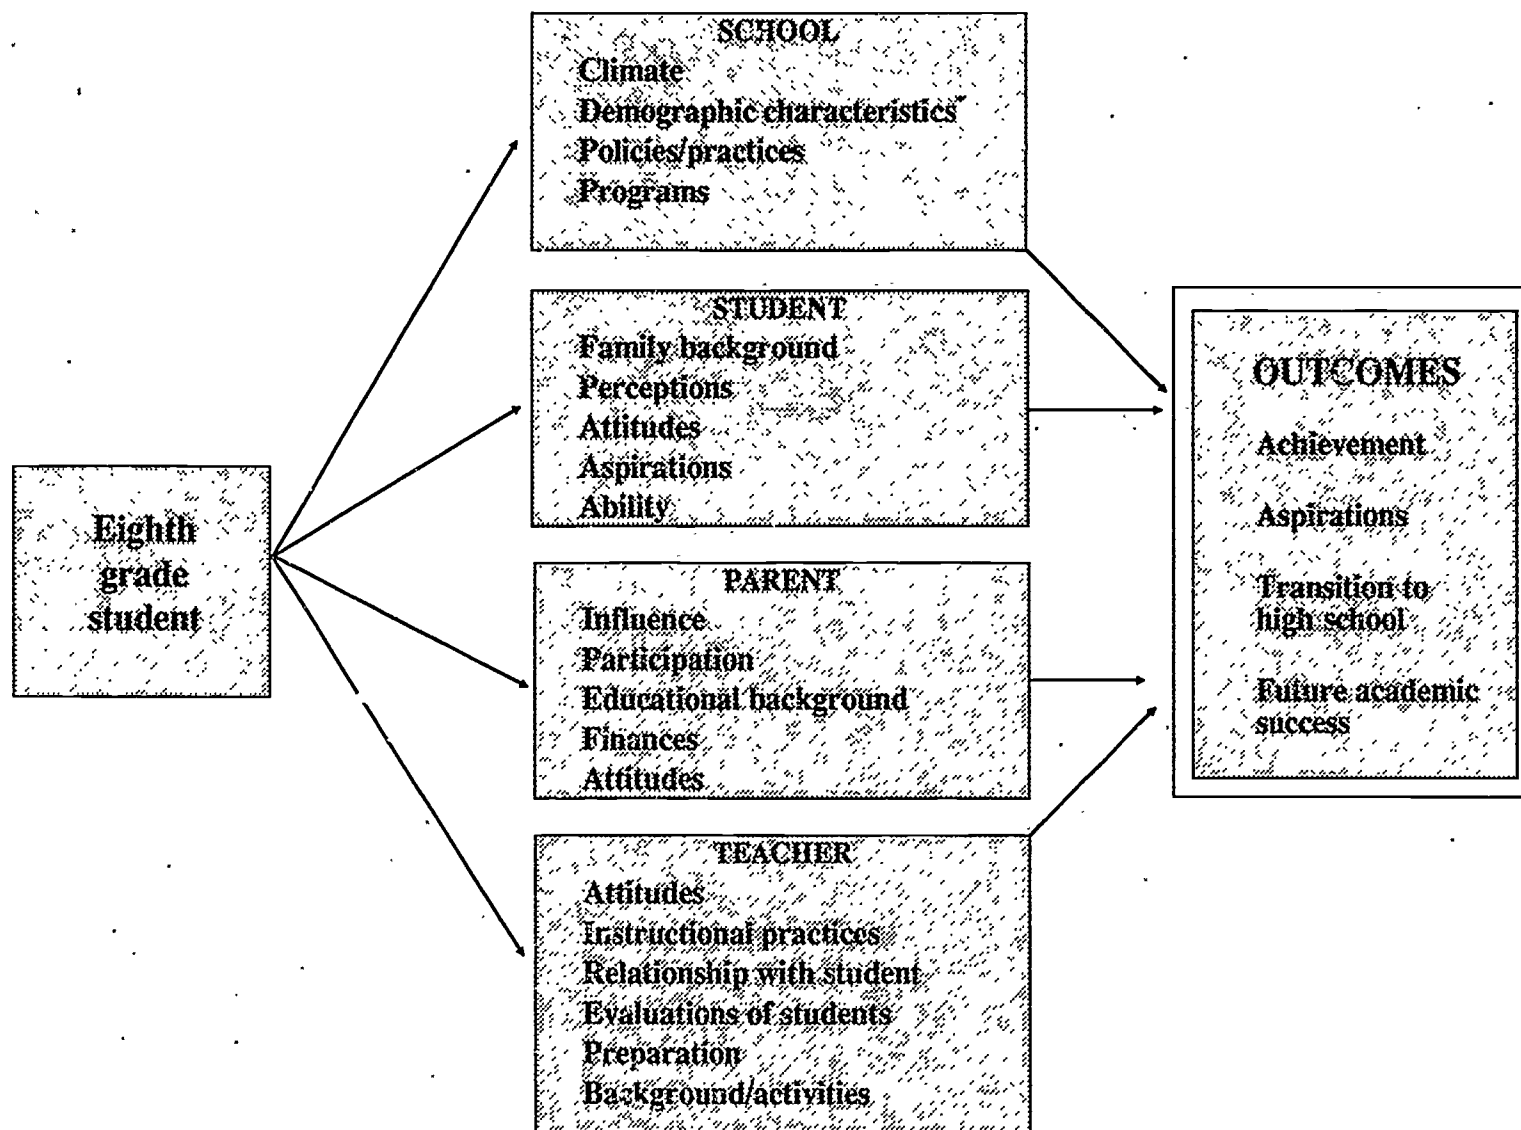 SCHOOL
Climate
Demographic characteristics
Policies/practices
Programs
STUDENT
Family background
Perceptions
Attitudes
Aspirations
Ability
Eighth
grade
student
PARENT
Influence
Participation
Educational background
Finances
Attitudes
TEACHER
Attitudes
Instructional practices
Relationship with student
Evaluations of students
Preparation
Background/activities
OUTCOMES
Achievement
Aspirations
Transition to
high school
Future academic
success